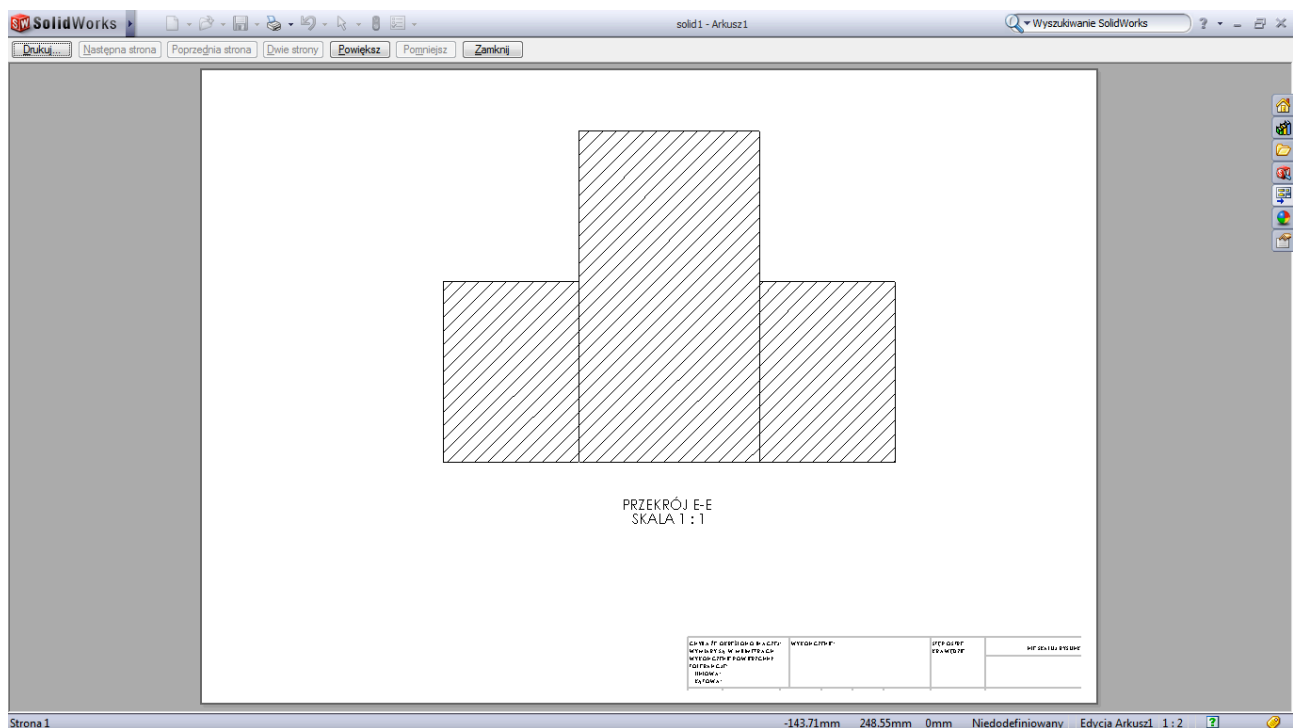 SolidWorks
solid1 - Arkusz1
Wyszukiwanie SolidWorks
Drukuj... Następna strona Poprzednia strona Dwie strony Powiększ Pomniejsz Zamknij
PRZEKRÓJ E-E
SKALA 1 : 1
Strona 1 -143.71mm 248.55mm 0mm Niedodefiniowany Edycja Arkusz1 1 : 2